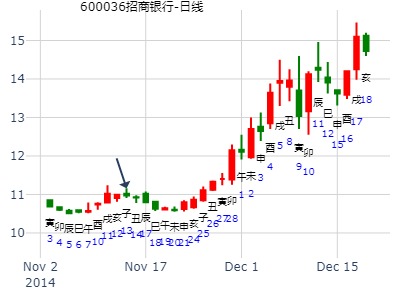 600036招商银行-日线
15
14
13
12
11
10
寅 卯 辰 巳 午 酉 戌 亥 子 丑 辰 巳 午 未 申 亥 子 丑 寅 卯 午 未 申 酉 戌 丑 寅 卯 辰 巳 申 酉 戌 亥
3 4 5 6 7 10 11 12 13 14 17 18 19 20 21 24 25 26 27 28 1 2 3 4 5 8 9 10 11 12 15 16 17 18
Nov 2 Nov 17 Dec 1 Dec 15
2014